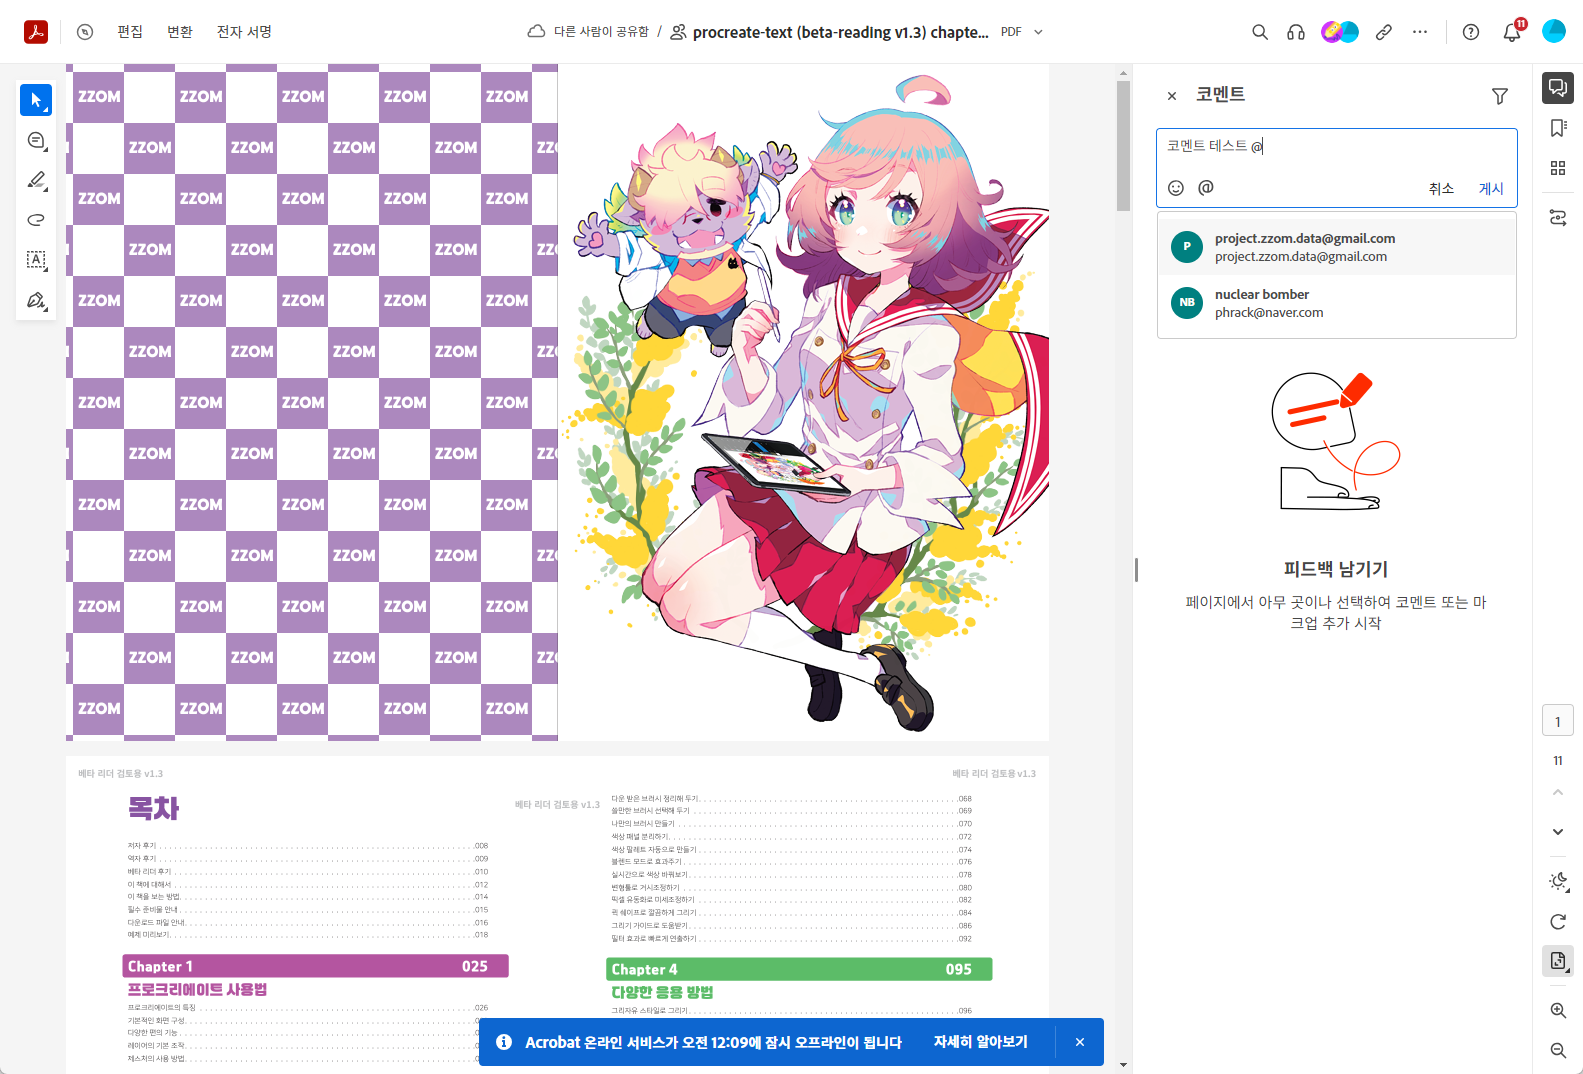 편집 변환 전자 서명 다른 사람이 공유함 / procreate-text (beta-reading v1.3) chapte... PDF
11
ZZOM ZZOM ZZOM ZZOM ZZOM
ZZOM ZZOM ZZOM ZZOM ZZ
ZZOM ZZOM ZZOM ZZOM ZZOM
ZZOM ZZOM ZZOM ZZOM ZZ
ZZOM ZZOM ZZOM ZZOM ZZOM
ZZOM ZZOM ZZOM ZZOM ZZ
ZZOM ZZOM ZZOM ZZOM ZZOM
ZZOM ZZOM ZZOM ZZOM ZZ
ZZOM ZZOM ZZOM ZZOM ZZOM
ZZOM ZZOM ZZOM ZZOM ZZ
ZZOM ZZOM ZZOM ZZOM ZZOM
ZZOM ZZOM ZZOM ZZOM ZZ
ZZOM ZZOM ZZOM ZZOM ZZOM
베타 리더 검토용 v1.3
목차
저자 후기 008
역자 후기 009
베타 리더 후기 010
이 책에 대해서 012
이 책을 보는 방법 014
필수 준비물 안내 015
다운로드 파일 안내 016
예제 미리보기 018
Chapter 1 025
프로크리에이트 사용법
프로크리에이트의 특징 026
기본적인 화면 구성
다양한 펜의 기능
레이어의 기본 조작
제스처의 사용 방법
베타 리더 검토용 v1.3
베타 리더 검토용 v1.3
다운 받은 브러시 정리해 두기 068
쓸만한 브러시 선택해 두기 069
나만의 브러시 만들기 070
색상 패널 분리하기 072
색상 팔레트 자동으로 만들기 074
블렌드 모드로 효과주기 076
실시간으로 색상 바꿔보기 078
변형툴로 거시조정하기 080
픽셀 유동화로 미세조정하기 082
퀵 쉐이프로 깔끔하게 그리기 084
그리기 가이드로 도움받기 086
필터 효과로 빠르게 연출하기 092
Chapter 4 095
다양한 응용 방법
그리자유 스타일로 그리기 096
Acrobat 온라인 서비스가 오전 12:09에 잠시 오프라인이 됩니다 자세히 알아보기
코멘트
코멘트 테스트 @
취소 게시
P
project.zzom.data@gmail.com
project.zzom.data@gmail.com
NB
nuclear bomber
phrack@naver.com
피드백 남기기
페이지에서 아무 곳이나 선택하여 코멘트 또는 마
크업 추가 시작
1
11